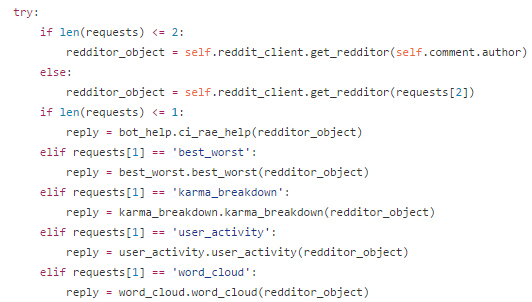 try:
    if len(requests) <= 2:
        redditor_object = self.reddit_client.get_redditor(self.comment.author)
    else:
        redditor_object = self.reddit_client.get_redditor(requests[2])
    if len(requests) <= 1:
        reply = bot_help.ci_rae_help(redditor_object)
    elif requests[1] == 'best_worst':
        reply = best_worst.best_worst(redditor_object)
    elif requests[1] == 'karma_breakdown':
        reply = karma_breakdown.karma_breakdown(redditor_object)
    elif requests[1] == 'user_activity':
        reply = user_activity.user_activity(redditor_object)
    elif requests[1] == 'word_cloud':
        reply = word_cloud.word_cloud(redditor_object)